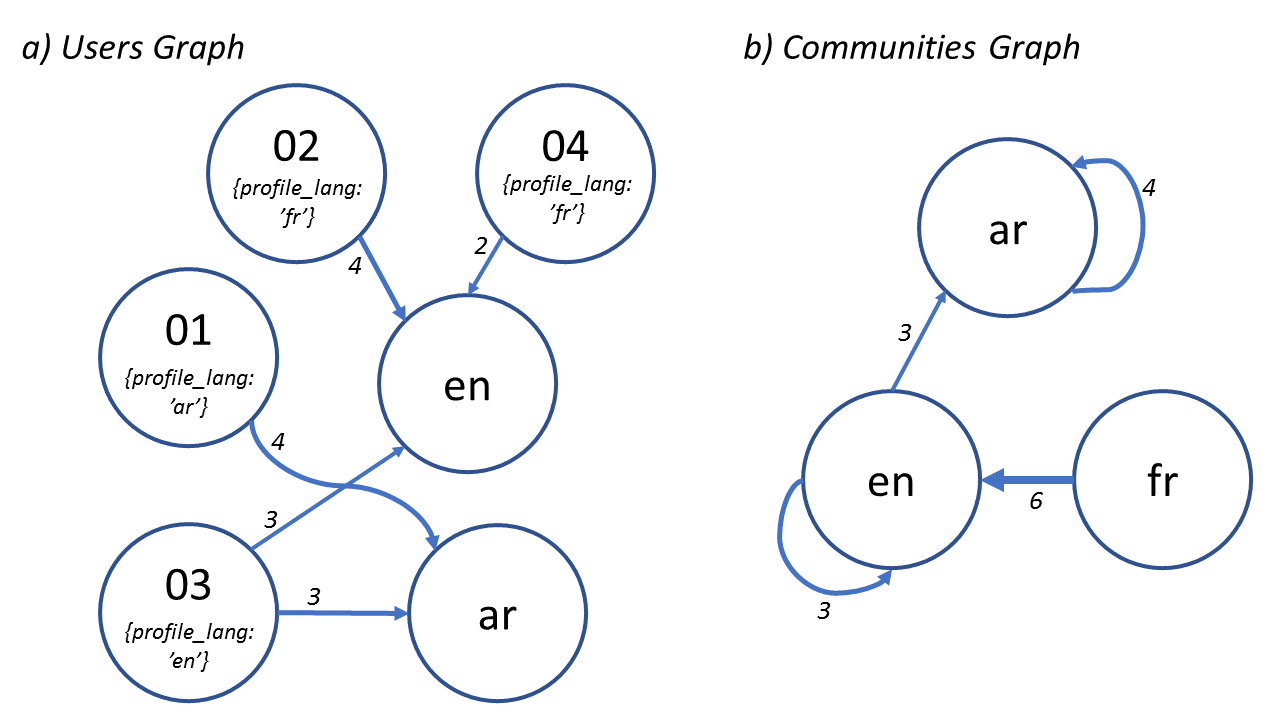 a) Users Graph
02
{profile_lang:
’fr’}
04
{profile_lang:
’fr’}
4
2
01
{profile_lang:
’ar’}
en
4
3
03
{profile_lang:
’en’}
3
ar
b) Communities Graph
ar
4
3
en
fr
6
3